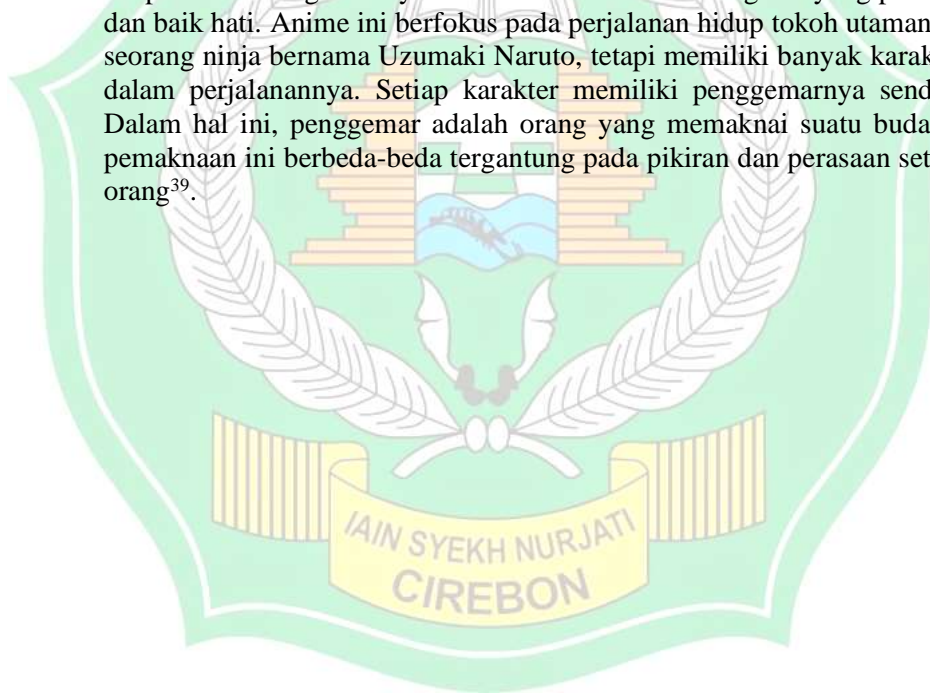 dan baik hati. Anime ini berfokus pada perjalanan hidup tokoh utaman
seorang ninja bernama Uzumaki Naruto, tetapi memiliki banyak karak
dalam perjalanannya. Setiap karakter memiliki penggemarnya send
Dalam hal ini, penggemar adalah orang yang memaknai suatu buda
pemaknaan ini berbeda-beda tergantung pada pikiran dan perasaan set
orang³⁹.
IAIN SYEKH NURJATI
CIREBON